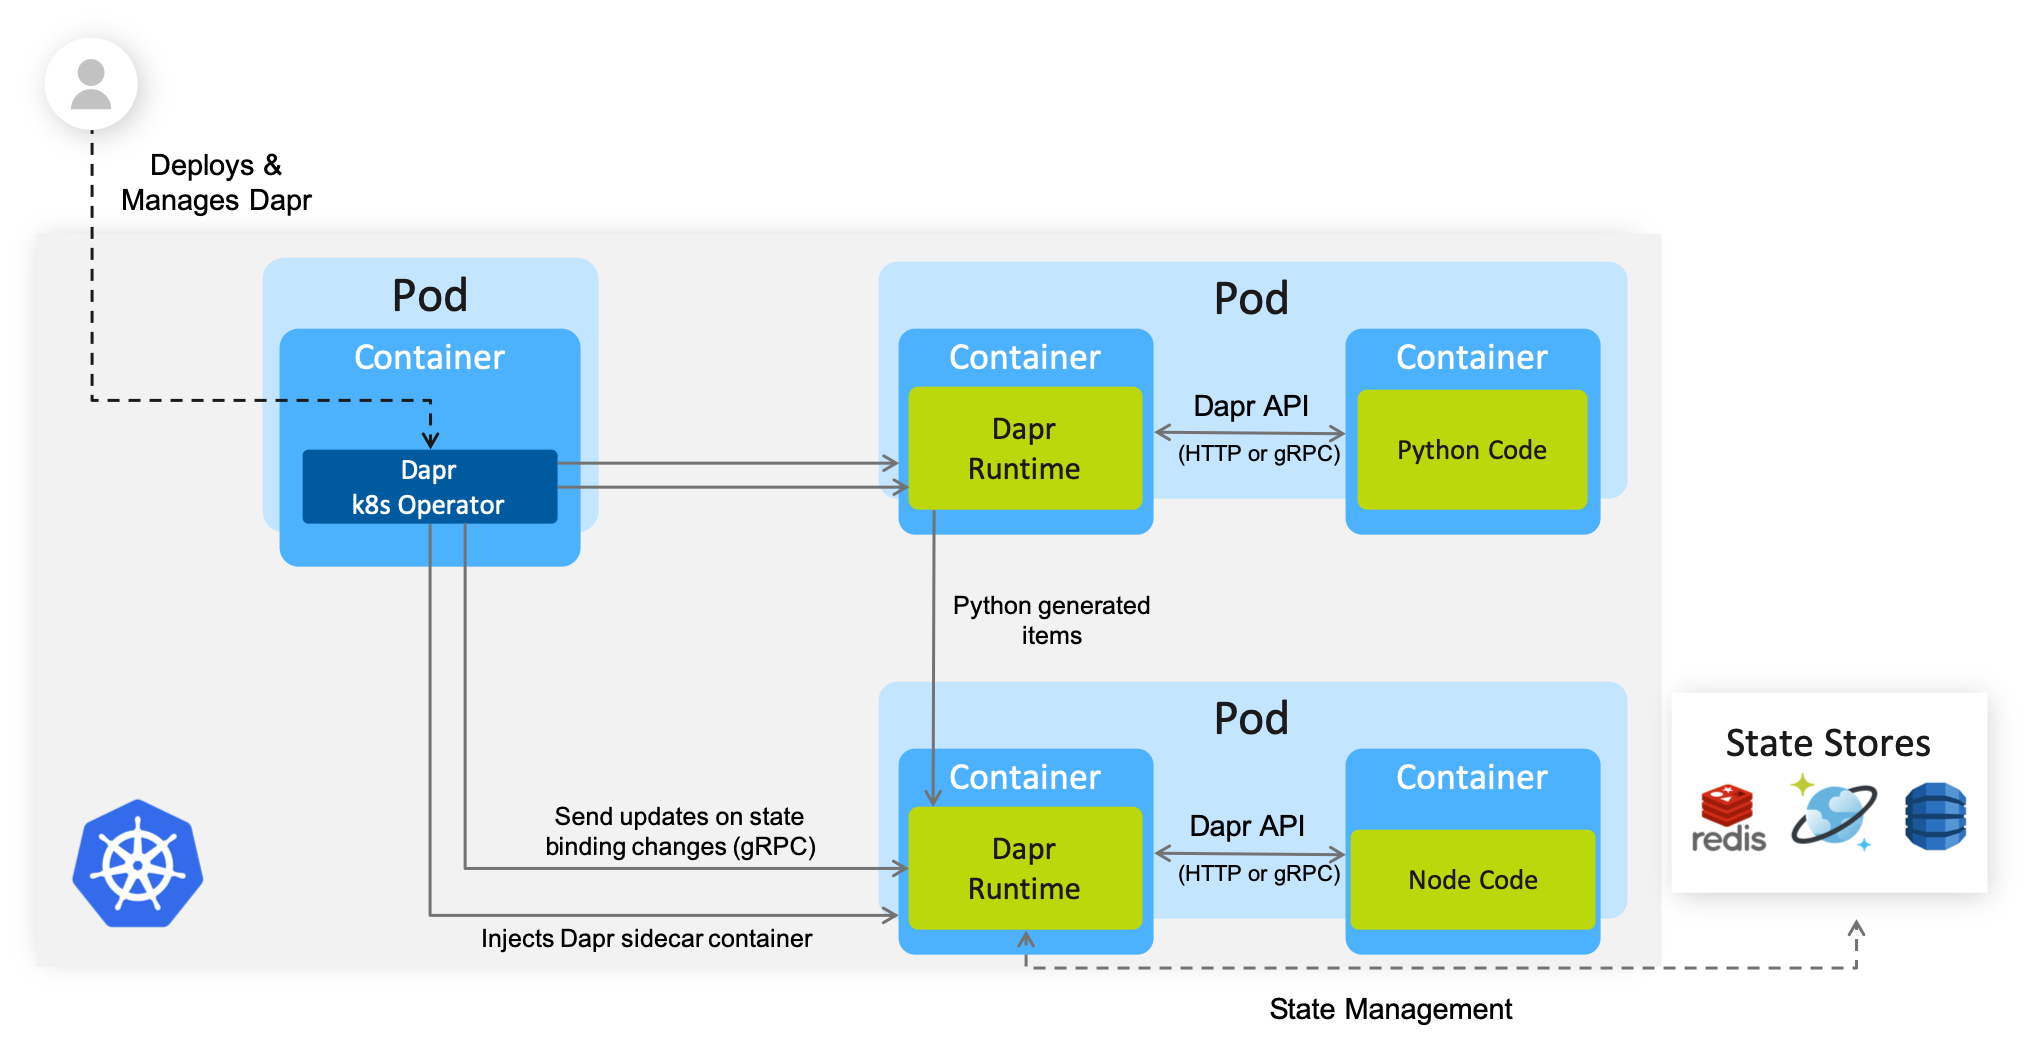 Deploys &
Manages Dapr
Pod
Container
Dapr
k8s Operator
Pod
Container
Dapr
Runtime
Dapr API
(HTTP or gRPC)
Container
Python Code
Python generated
items
Send updates on state
binding changes (gRPC)
Injects Dapr sidecar container
Pod
Container
Dapr
Runtime
Dapr API
(HTTP or gRPC)
Container
Node Code
State Stores
redis
State Management